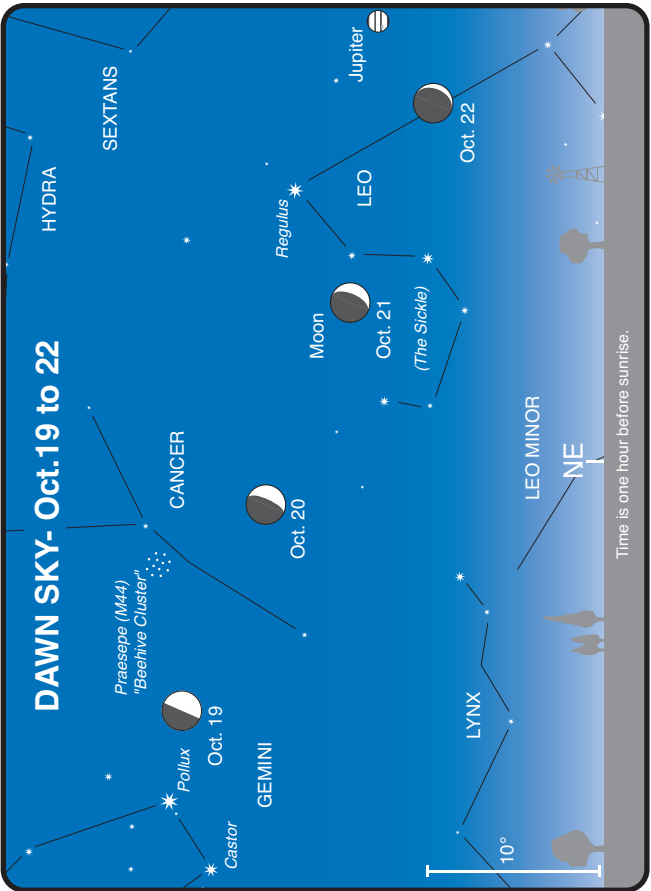 DAWN SKY- Oct.19 to 22
HYDRA
SEXTANS
Jupiter
Oct. 22
Regulus
LEO
Moon
Oct. 21
(The Sickle)
CANCER
Praesepe (M44)
"Beehive Cluster"
Oct. 20
LEO MINOR
NE
Oct. 19
Pollux
Castor
GEMINI
LYNX
10°
Time is one hour before sunrise.